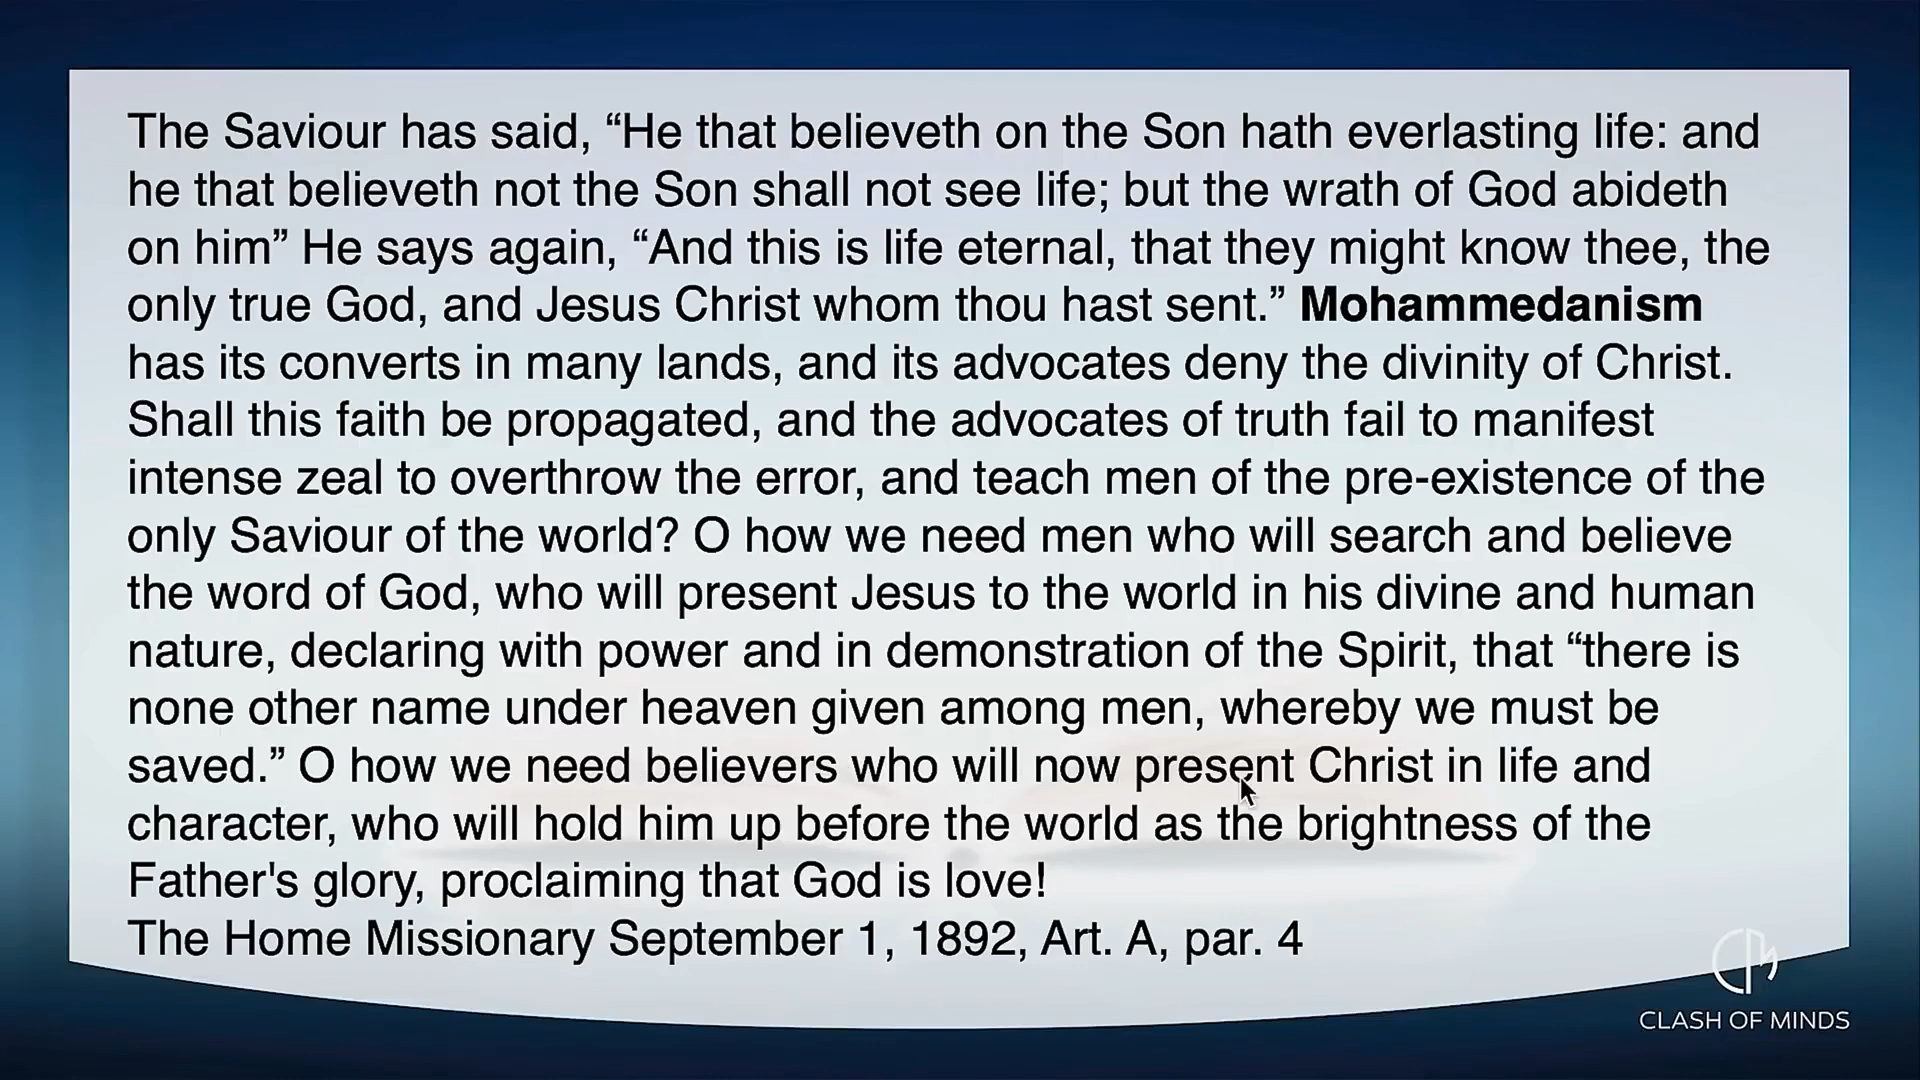 The Saviour has said, “He that believeth on the Son hath everlasting life: and
he that believeth not the Son shall not see life; but the wrath of God abideth
on him” He says again, “And this is life eternal, that they might know thee, the
only true God, and Jesus Christ whom thou hast sent.” Mohammedanism
has its converts in many lands, and its advocates deny the divinity of Christ.
Shall this faith be propagated, and the advocates of truth fail to manifest
intense zeal to overthrow the error, and teach men of the pre-existence of the
only Saviour of the world? O how we need men who will search and believe
the word of God, who will present Jesus to the world in his divine and human
nature, declaring with power and in demonstration of the Spirit, that “there is
none other name under heaven given among men, whereby we must be
saved.” O how we need believers who will now present Christ in life and
character, who will hold him up before the world as the brightness of the
Father's glory, proclaiming that God is love!
The Home Missionary September 1, 1892, Art. A, par. 4
CLASH OF MINDS